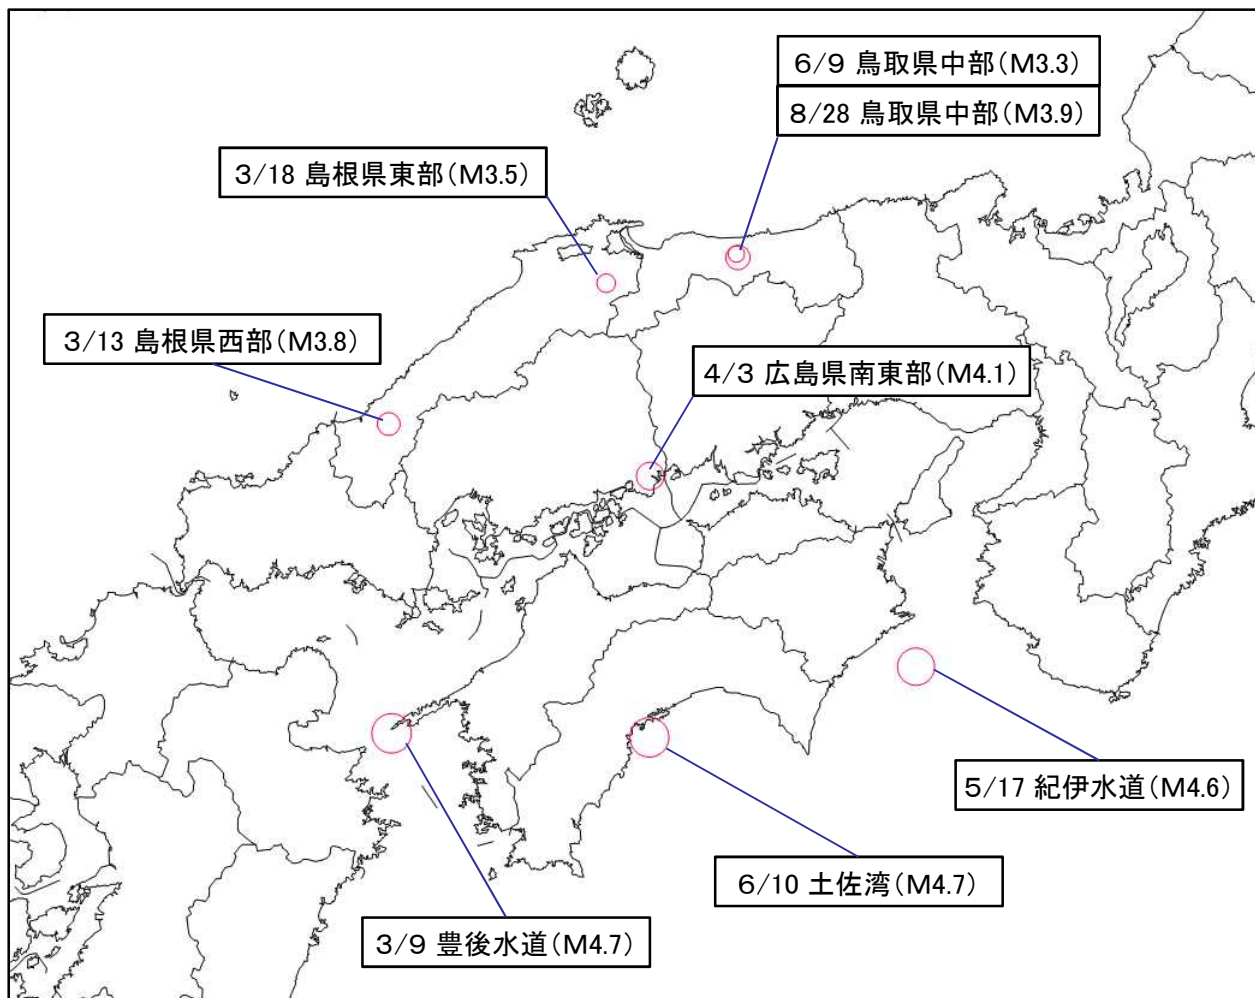 ６/９ 鳥取県中部（M3.3）
８/28 鳥取県中部（M3.9）
３/18 島根県東部（M3.5）
３/13 島根県西部（M3.8）
４/３ 広島県南東部（M4.1）
５/17 紀伊水道（M4.6）
６/10 土佐湾（M4.7）
３/９ 豊後水道（M4.7）